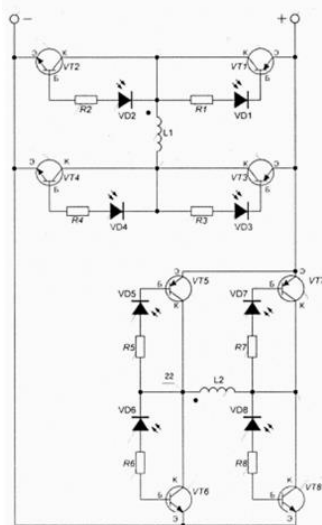 - +
Э К К Э
Б VT2 VT1 Б
R2 VD2 R1 VD1
L1
Э К К Э
Б VT4 VT3 Б
R4 VD4 R3 VD3
Э Э
VD5 Б VT5 VD7 Б VT7
К К
R5 R7
22 L2
VD6 VD8
R6 К R8 К
Б VT6 Б VT8
Э Э